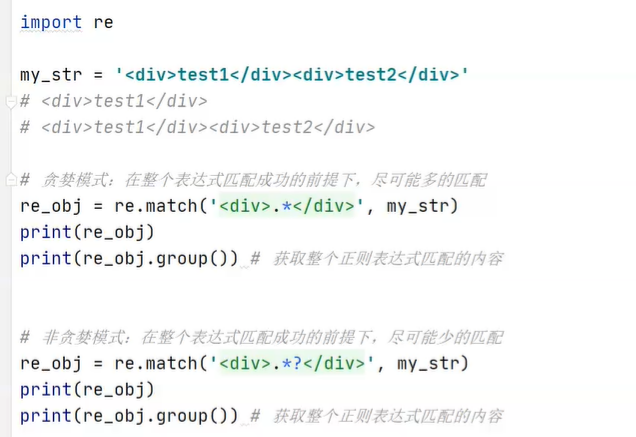 import re
my_str = '<div>test1</div><div>test2</div>'
# <div>test1</div>
# <div>test1</div><div>test2</div>
# 贪婪模式：在整个表达式匹配成功的前提下，尽可能多的匹配
re_obj = re.match('<div>.*</div>', my_str)
print(re_obj)
print(re_obj.group()) # 获取整个正则表达式匹配的内容
# 非贪婪模式：在整个表达式匹配成功的前提下，尽可能少的匹配
re_obj = re.match('<div>.*?</div>', my_str)
print(re_obj)
print(re_obj.group()) # 获取整个正则表达式匹配的内容